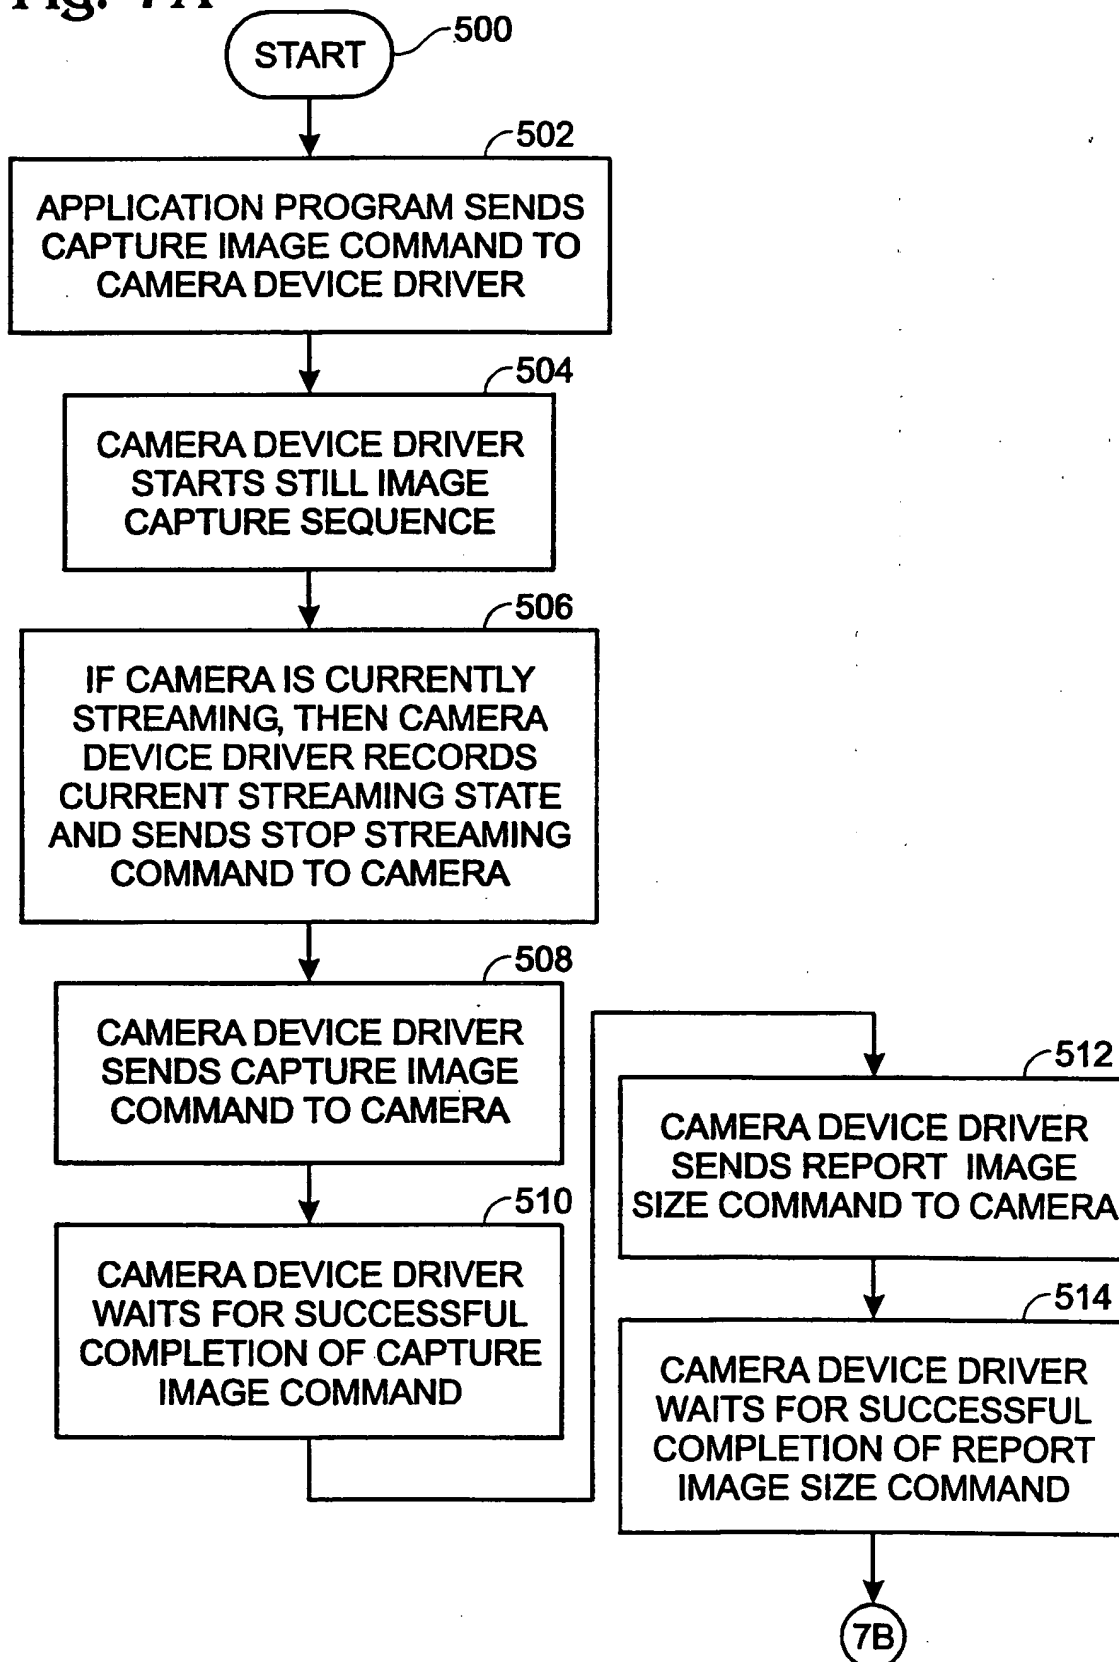 Fig. 7A
START
500
502
APPLICATION PROGRAM SENDS
CAPTURE IMAGE COMMAND TO
CAMERA DEVICE DRIVER
504
CAMERA DEVICE DRIVER
STARTS STILL IMAGE
CAPTURE SEQUENCE
506
IF CAMERA IS CURRENTLY
STREAMING, THEN CAMERA
DEVICE DRIVER RECORDS
CURRENT STREAMING STATE
AND SENDS STOP STREAMING
COMMAND TO CAMERA
508
CAMERA DEVICE DRIVER
SENDS CAPTURE IMAGE
COMMAND TO CAMERA
510
CAMERA DEVICE DRIVER
WAITS FOR SUCCESSFUL
COMPLETION OF CAPTURE
IMAGE COMMAND
512
CAMERA DEVICE DRIVER
SENDS REPORT IMAGE
SIZE COMMAND TO CAMERA
514
CAMERA DEVICE DRIVER
WAITS FOR SUCCESSFUL
COMPLETION OF REPORT
IMAGE SIZE COMMAND
7B